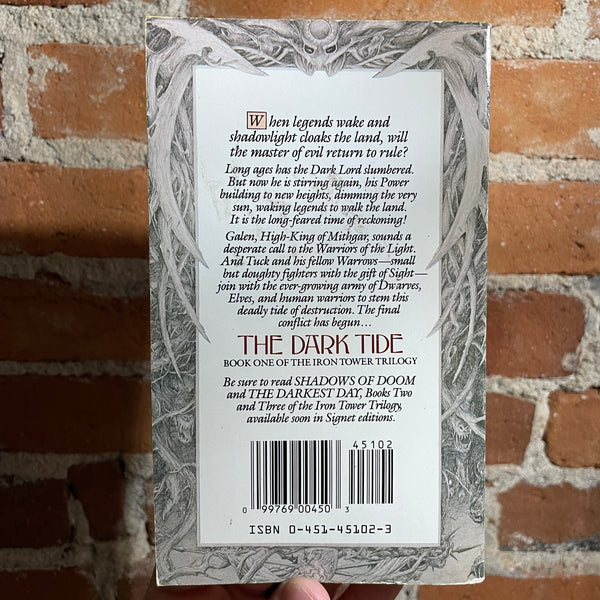 When legends wake and
shadowlight cloaks the land, will
the master of evil return to rule?
Long ages has the Dark Lord slumbered.
But now he is stirring again, his Power
building to new heights, dimming the very
sun, waking legends to walk the land.
It is the long-feared time of reckoning!
Galen, High-King of Mithgar, sounds a
desperate call to the Warriors of the Light.
And Tuck and his fellow Warrows—small
but doughty fighters with the gift of Sight—
join with the ever-growing army of Dwarves,
Elves, and human warriors to stem this
deadly tide of destruction. The final
conflict has begun...
THE DARK TIDE
BOOK ONE OF THE IRON TOWER TRILOGY
Be sure to read SHADOWS OF DOOM
and THE DARKEST DAY, Books Two
and Three of the Iron Tower Trilogy,
available soon in Signet editions.
45102
0 99769 00450 3
ISBN 0-451-45102-3